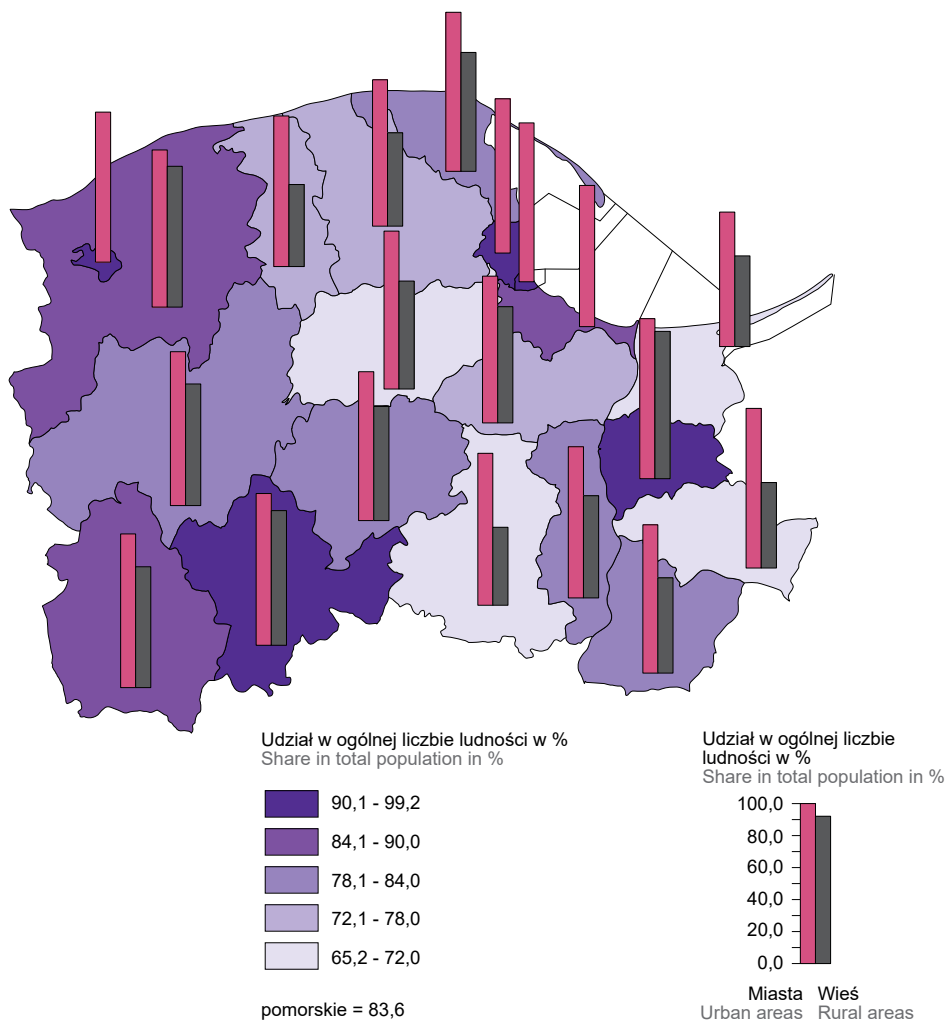 Udział w ogólnej liczbie ludności w %
Share in total population in %
90,1 - 99,2
84,1 - 90,0
78,1 - 84,0
72,1 - 78,0
65,2 - 72,0
pomorskie = 83,6
Udział w ogólnej liczbie
ludności w %
Share in total population in %
100,0
80,0
60,0
40,0
20,0
0,0
Miasta Wieś
Urban areas Rural areas